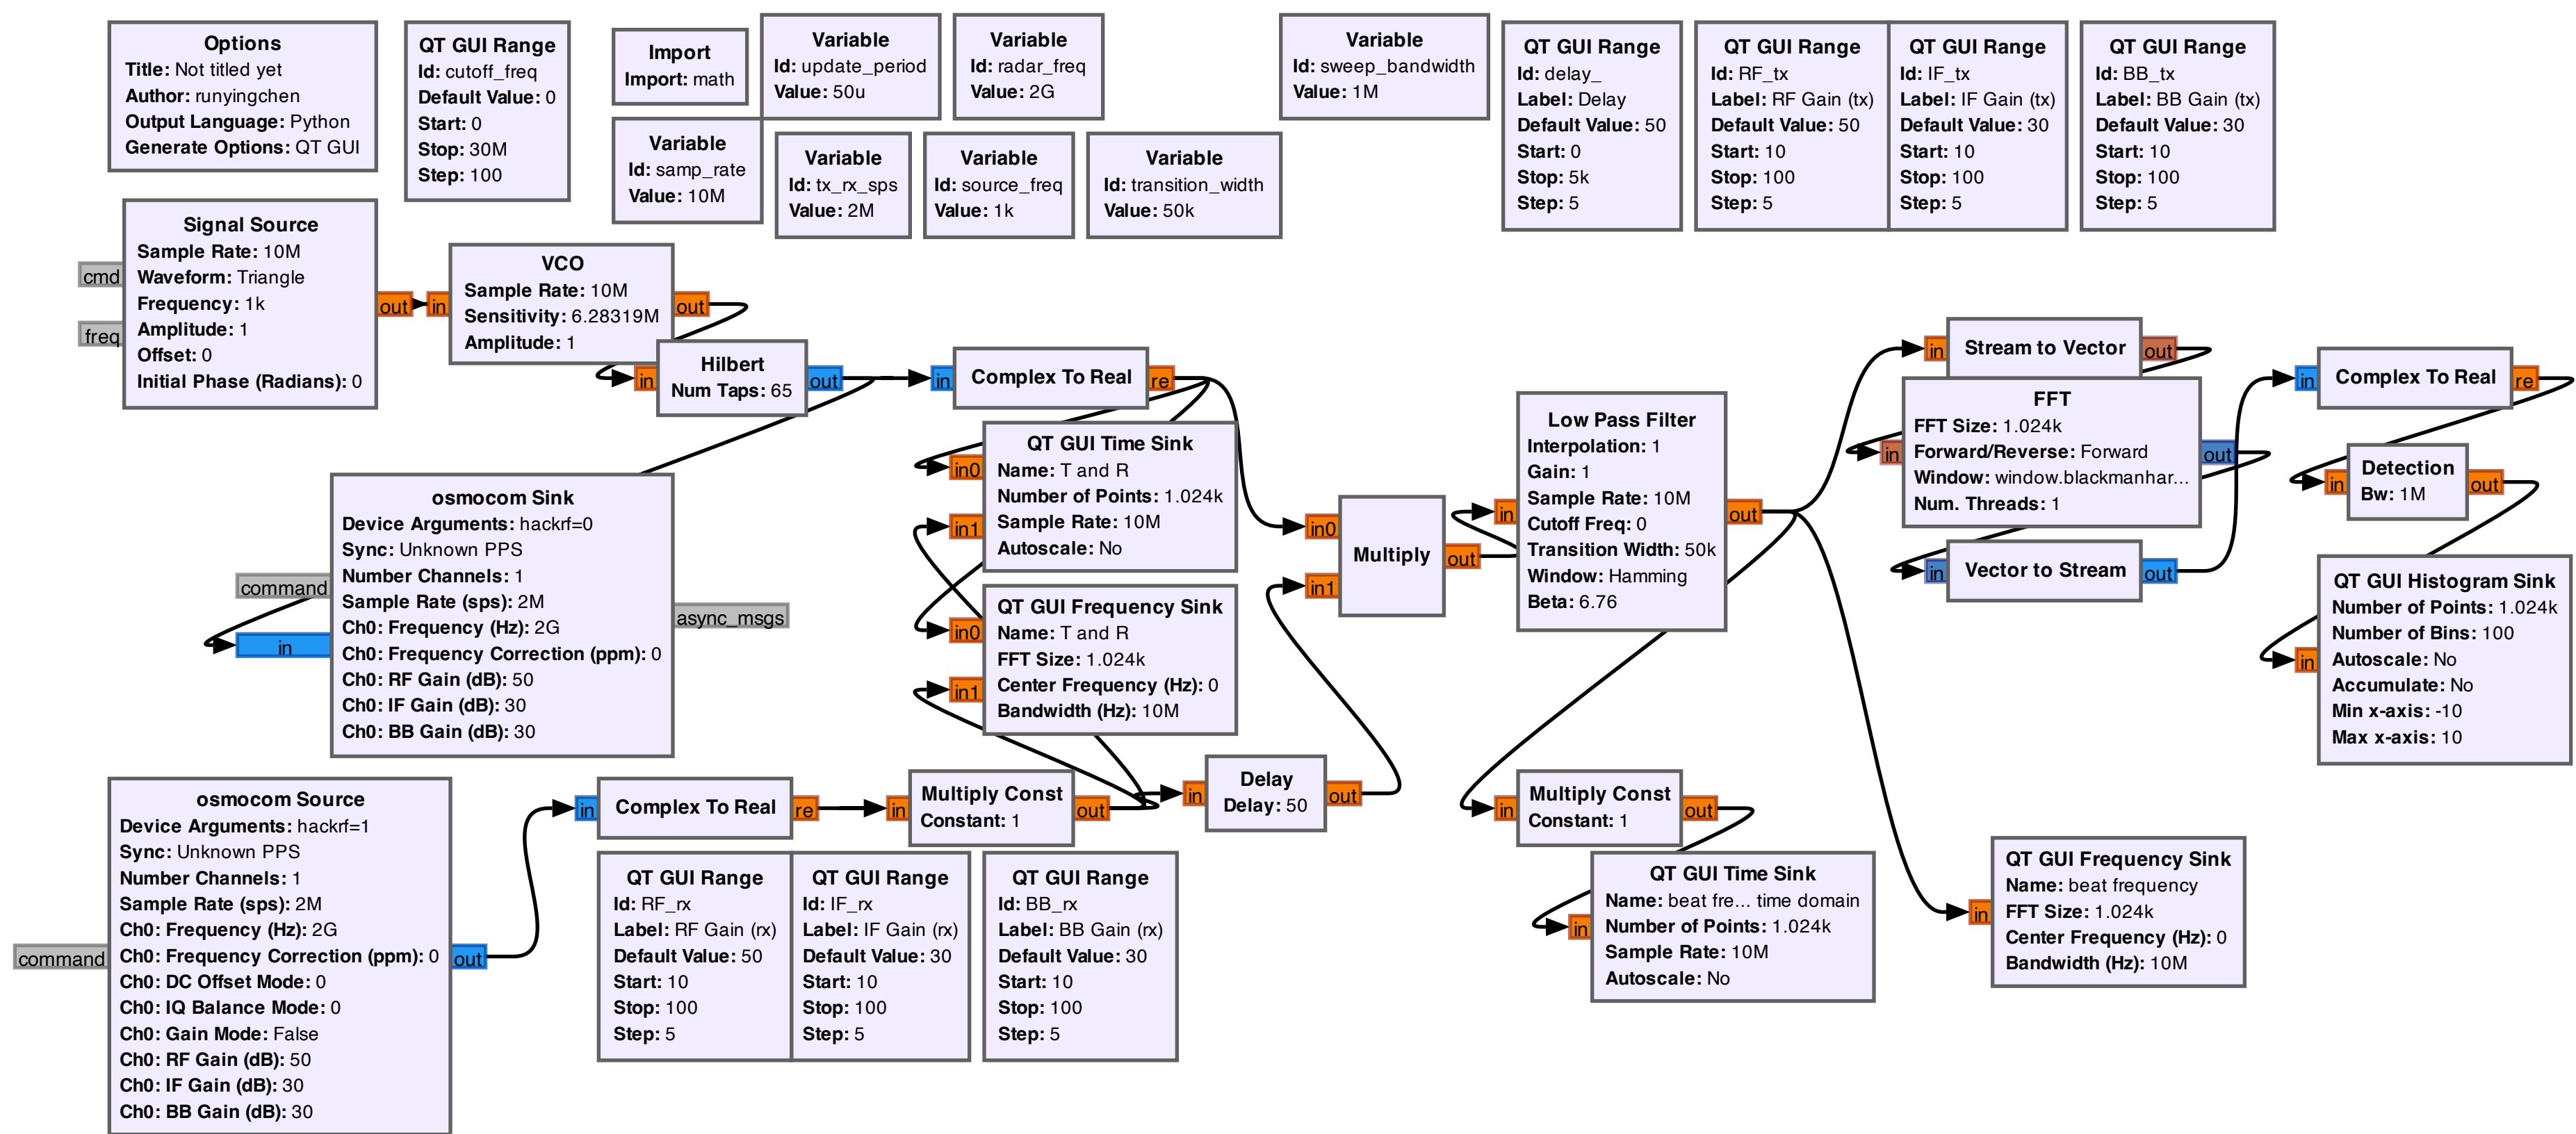 Options
Title: Not titled yet
Author: runyingchen
Output Language: Python
Generate Options: QT GUI
QT GUI Range
Id: cutoff_freq
Default Value: 0
Start: 0
Stop: 30M
Step: 100
Import
Import: math
Variable
Id: update_period
Value: 50u
Variable
Id: radar_freq
Value: 2G
Variable
Id: sweep_bandwidth
Value: 1M
QT GUI Range
Id: delay_
Label: Delay
Default Value: 50
Start: 0
Stop: 5k
Step: 5
QT GUI Range
Id: RF_tx
Label: RF Gain (tx)
Default Value: 50
Start: 10
Stop: 100
Step: 5
QT GUI Range
Id: IF_tx
Label: IF Gain (tx)
Default Value: 30
Start: 10
Stop: 100
Step: 5
QT GUI Range
Id: BB_tx
Label: BB Gain (tx)
Default Value: 30
Start: 10
Stop: 100
Step: 5
Variable
Id: samp_rate
Value: 10M
Variable
Id: tx_rx_sps
Value: 2M
Variable
Id: source_freq
Value: 1k
Variable
Id: transition_width
Value: 50k
cmd
freq
Signal Source
Sample Rate: 10M
Waveform: Triangle
Frequency: 1k
Amplitude: 1
Offset: 0
Initial Phase (Radians): 0
out
in
VCO
Sample Rate: 10M
Sensitivity: 6.28319M
Amplitude: 1
out
in
Hilbert
Num Taps: 65
out
in
Complex To Real
re
in0
in1
QT GUI Time Sink
Name: T and R
Number of Points: 1.024k
Sample Rate: 10M
Autoscale: No
in0
in1
QT GUI Frequency Sink
Name: T and R
FFT Size: 1.024k
Center Frequency (Hz): 0
Bandwidth (Hz): 10M
in0
in1
Multiply
out
in
Low Pass Filter
Interpolation: 1
Gain: 1
Sample Rate: 10M
Cutoff Freq: 0
Transition Width: 50k
Window: Hamming
Beta: 6.76
out
in
Stream to Vector
out
in
FFT
FFT Size: 1.024k
Forward/Reverse: Forward
Window: window.blackmanhar...
Num. Threads: 1
out
in
Vector to Stream
out
in
Complex To Real
re
in
Detection
Bw: 1M
out
in
QT GUI Histogram Sink
Number of Points: 1.024k
Number of Bins: 100
Autoscale: No
Accumulate: No
Min x-axis: -10
Max x-axis: 10
command
in
osmocom Sink
Device Arguments: hackrf=0
Sync: Unknown PPS
Number Channels: 1
Sample Rate (sps): 2M
Ch0: Frequency (Hz): 2G
Ch0: Frequency Correction (ppm): 0
Ch0: RF Gain (dB): 50
Ch0: IF Gain (dB): 30
Ch0: BB Gain (dB): 30
async_msgs
command
osmocom Source
Device Arguments: hackrf=1
Sync: Unknown PPS
Number Channels: 1
Sample Rate (sps): 2M
Ch0: Frequency (Hz): 2G
Ch0: Frequency Correction (ppm): 0
Ch0: DC Offset Mode: 0
Ch0: IQ Balance Mode: 0
Ch0: Gain Mode: False
Ch0: RF Gain (dB): 50
Ch0: IF Gain (dB): 30
Ch0: BB Gain (dB): 30
out
in
Complex To Real
re
in
Multiply Const
Constant: 1
out
in
Delay
Delay: 50
out
in
Multiply Const
Constant: 1
out
QT GUI Range
Id: RF_rx
Label: RF Gain (rx)
Default Value: 50
Start: 10
Stop: 100
Step: 5
QT GUI Range
Id: IF_rx
Label: IF Gain (rx)
Default Value: 30
Start: 10
Stop: 100
Step: 5
QT GUI Range
Id: BB_rx
Label: BB Gain (rx)
Default Value: 30
Start: 10
Stop: 100
Step: 5
in
QT GUI Time Sink
Name: beat fre... time domain
Number of Points: 1.024k
Sample Rate: 10M
Autoscale: No
in
QT GUI Frequency Sink
Name: beat frequency
FFT Size: 1.024k
Center Frequency (Hz): 0
Bandwidth (Hz): 10M